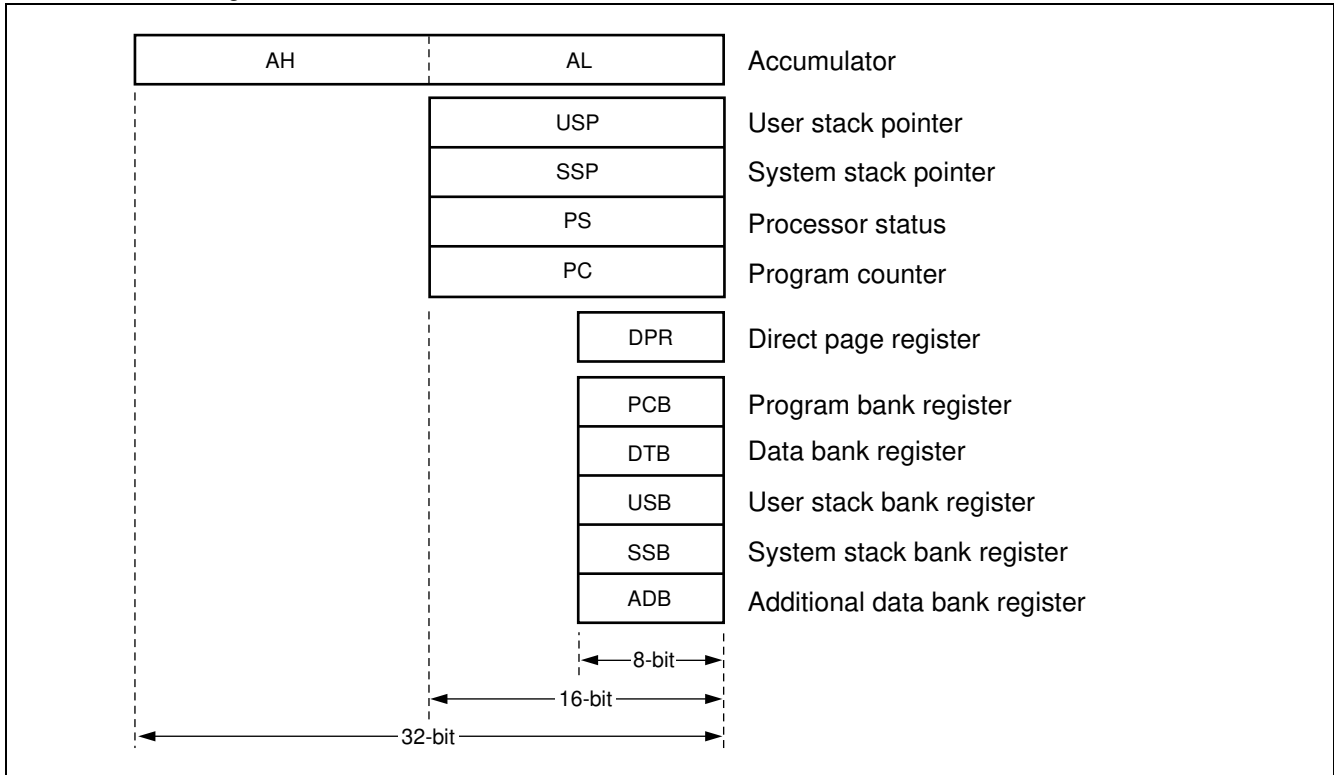 AH AL Accumulator
USP User stack pointer
SSP System stack pointer
PS Processor status
PC Program counter
DPR Direct page register
PCB Program bank register
DTB Data bank register
USB User stack bank register
SSB System stack bank register
ADB Additional data bank register
8-bit
16-bit
32-bit